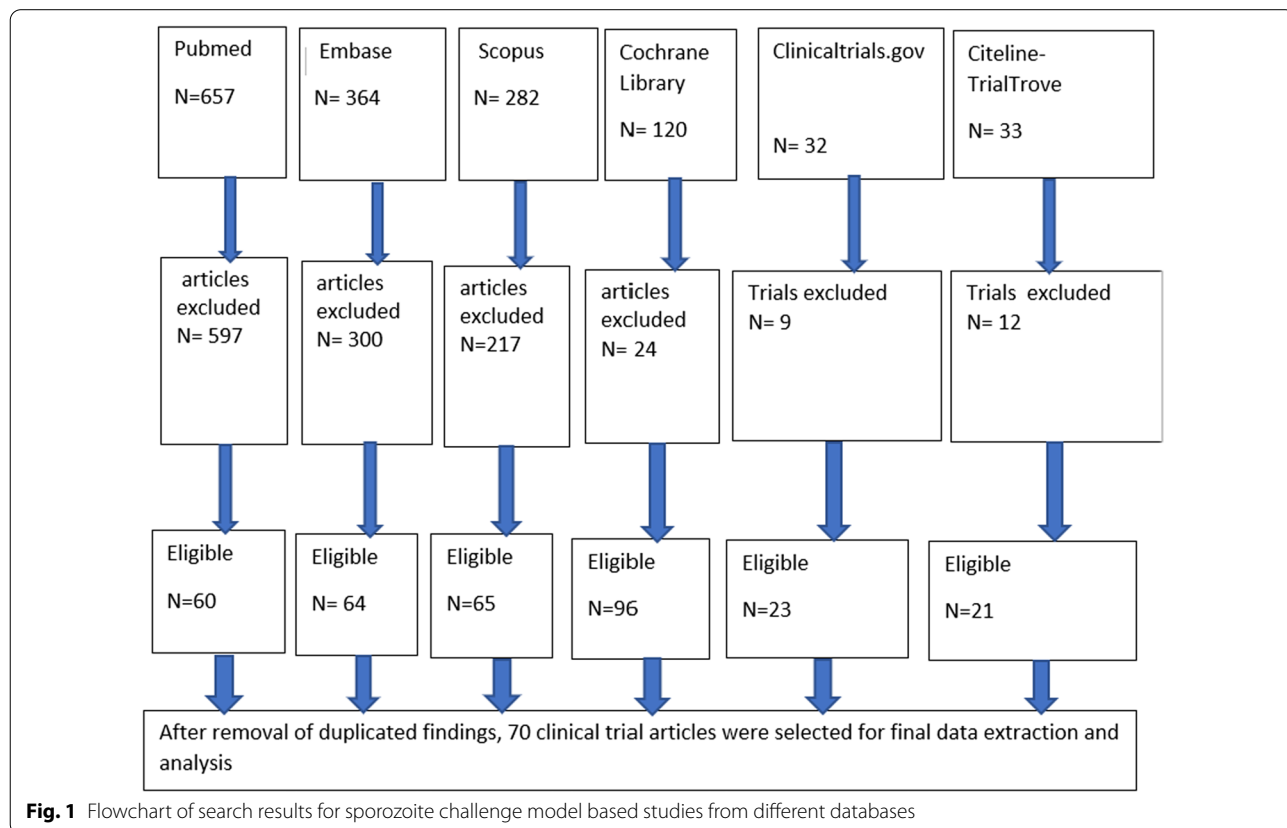 Pubmed
N=657
Embase
N= 364
Scopus
N= 282
Cochrane
Library
N= 120
Clinicaltrials.gov
N= 32
Citeline-
TrialTrove
N= 33
articles
excluded
N= 597
articles
excluded
N= 300
articles
excluded
N=217
articles
excluded
N= 24
Trials excluded
N= 9
Trials excluded
N= 12
Eligible
N=60
Eligible
N= 64
Eligible
N=65
Eligible
N=96
Eligible
N=23
Eligible
N=21
After removal of duplicated findings, 70 clinical trial articles were selected for final data extraction and
analysis
Fig. 1 Flowchart of search results for sporozoite challenge model based studies from different databases